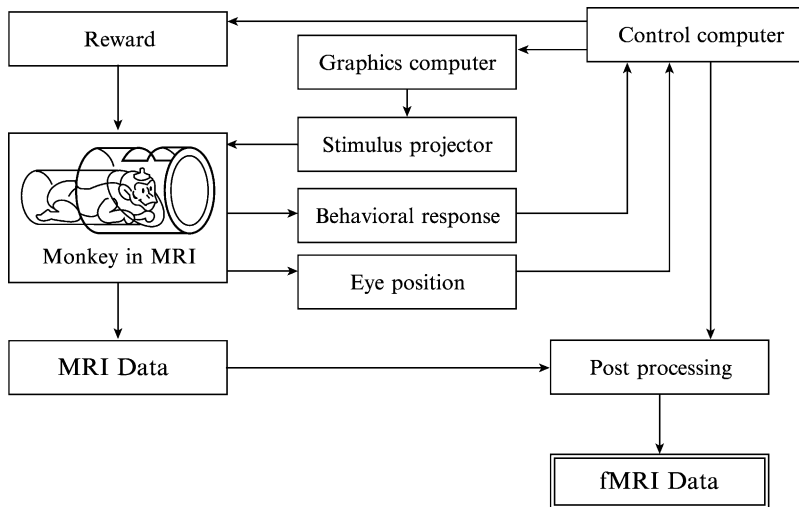 Reward
Control computer
Graphics computer
Stimulus projector
Behavioral response
Monkey in MRI
Eye position
MRI Data
Post processing
fMRI Data